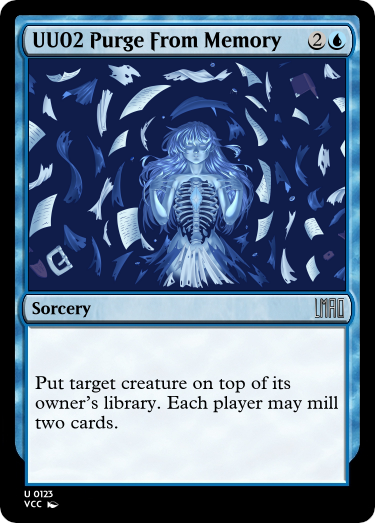 UU02 Purge From Memory 2
Sorcery
LMAO
Put target creature on top of its
owner's library. Each player may mill
two cards.
U 0123
VCC